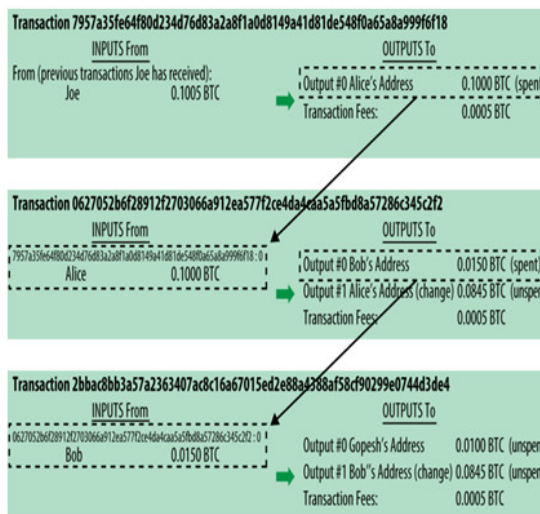 Transaction 7957a35fe64f80d234d76d83a2a8f1a0d8149a41d81de548f0a65a8a999f6f18
INPUTS From
OUTPUTS To
From (previous transactions Joe has received):
Joe 0.1005 BTC
Output #0 Alice's Address 0.1000 BTC (spent
Transaction Fees: 0.0005 BTC
Transaction 0627052b6f28912f2703066a912ea577f2ce4da4caa5a5fbd8a57286c345c2f2
INPUTS From
OUTPUTS To
7957a35fe64f80d234d76d83a2a8f1a0d8149a41d81de548f0a65a8a999f6f18 : 0
Alice 0.1000 BTC
Output #0 Bob's Address 0.0150 BTC (spent)
Output #1 Alice's Address (change) 0.0845 BTC (unspen
Transaction Fees: 0.0005 BTC
Transaction 2bbac8bb3a57a2363407ac8c16a67015ed2e88a4388af58cf90299e0744d3de4
INPUTS From
OUTPUTS To
0627052b6f28912f2703066a912ea577f2ce4da4caa5a5fbd8a57286c345c2f2 : 0
Bob 0.0150 BTC
Output #0 Gopesh's Address 0.0100 BTC (unspen
Output #1 Bob"s Address (change) 0.0845 BTC (unspen
Transaction Fees: 0.0005 BTC